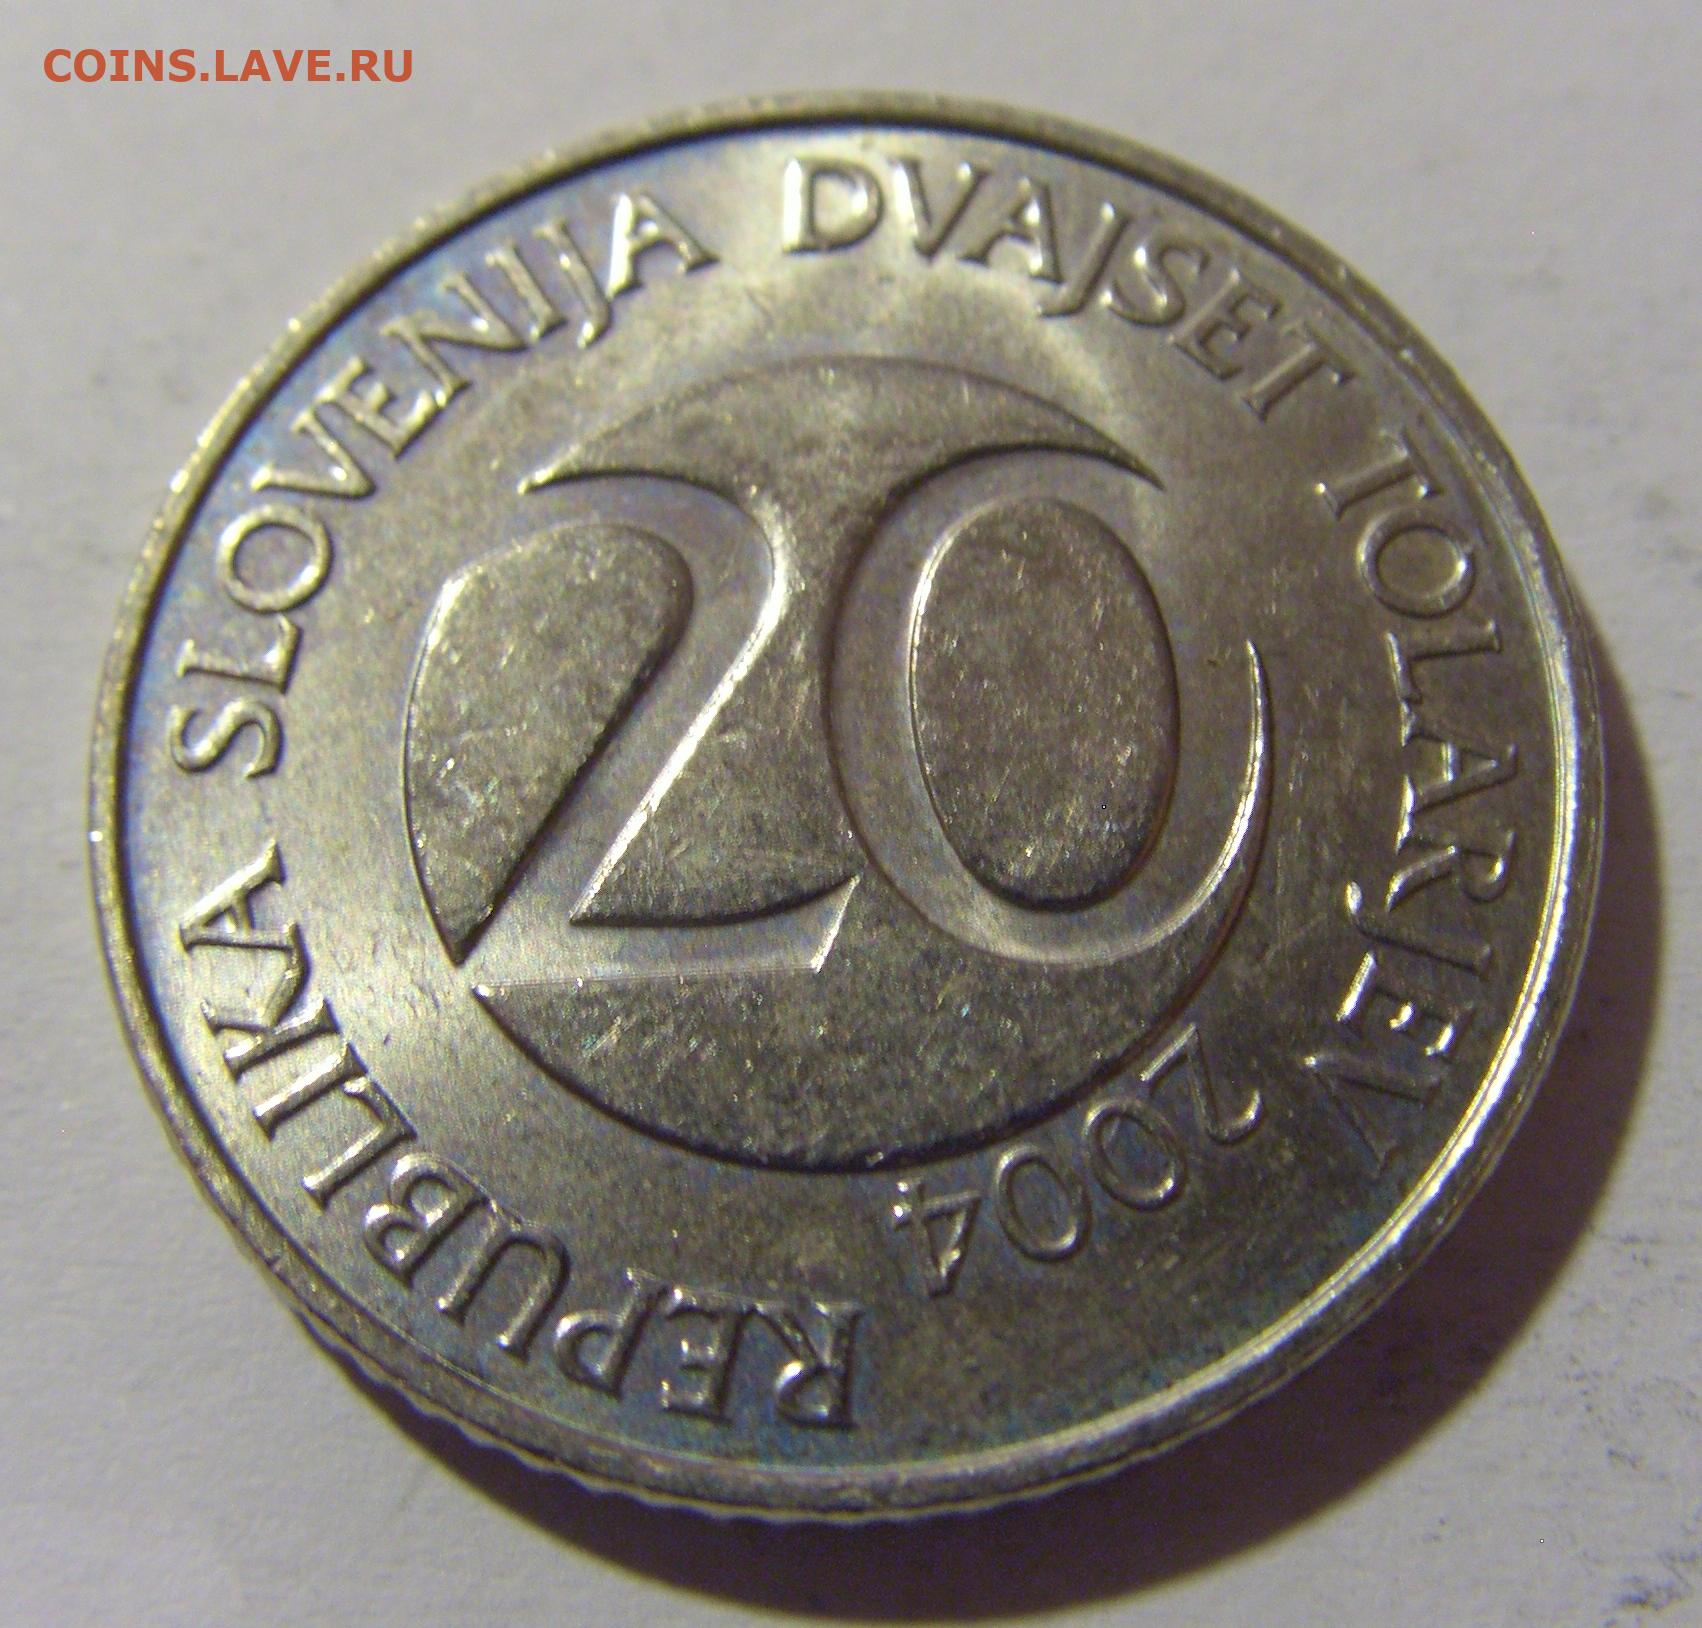 COINS.LAVE.RU
REPUBLIKA SLOVENIJA DVAJSET TOLARJEV
20
2004